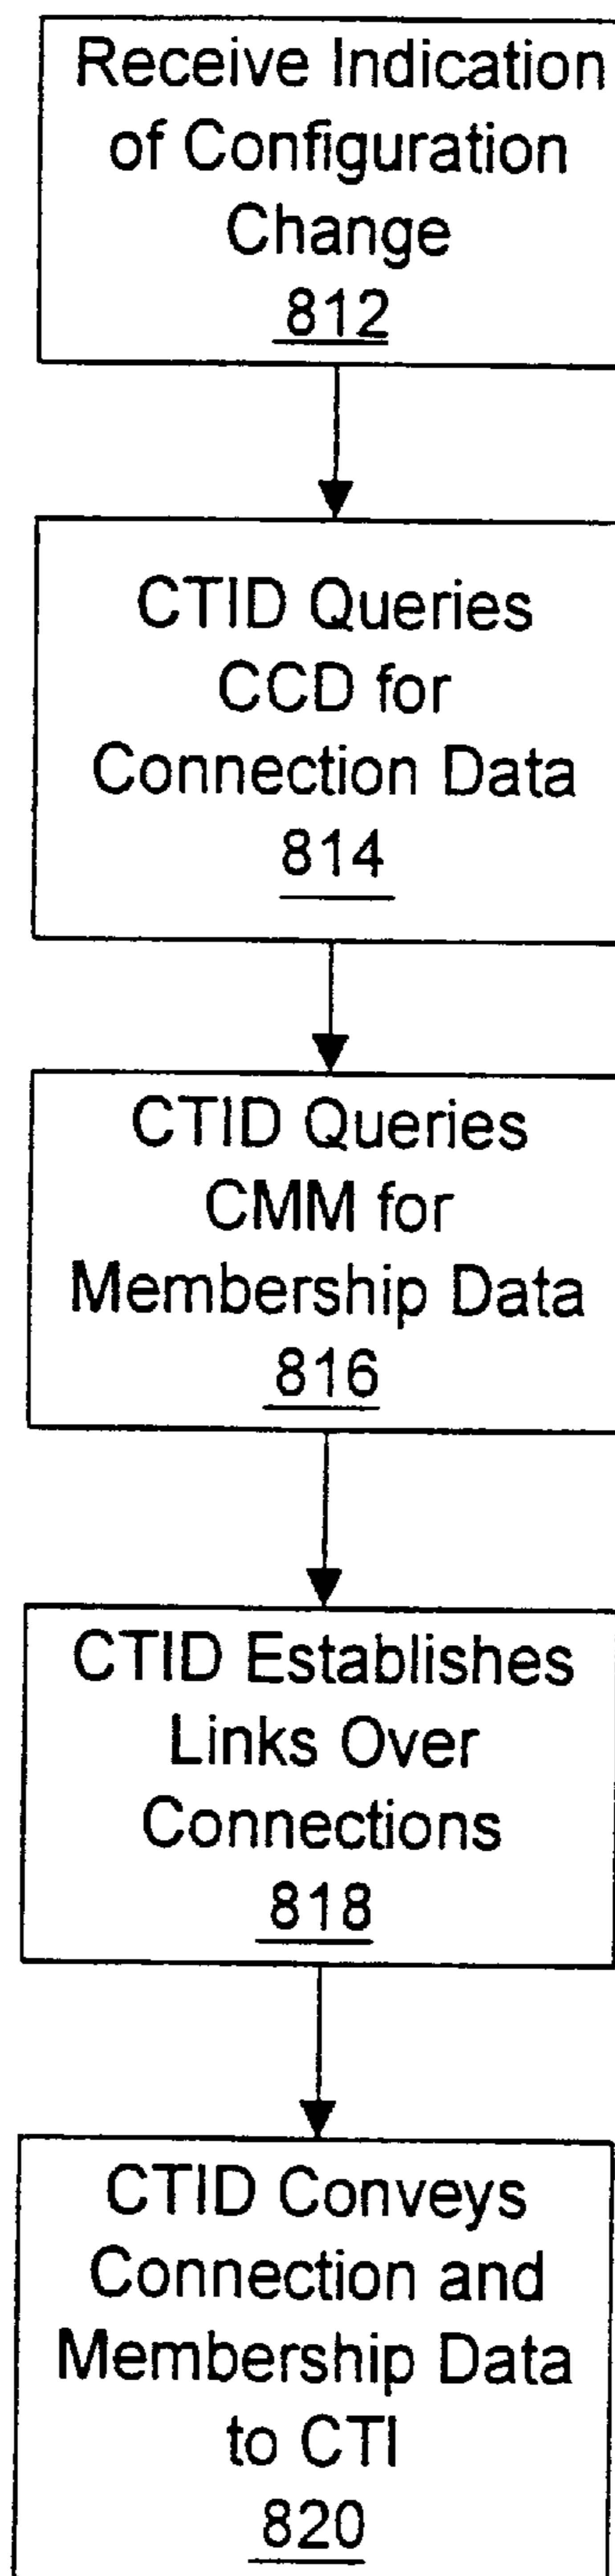 Receive Indication
of Configuration
Change
812
CTID Queries
CCD for
Connection Data
814
CTID Queries
CMM for
Membership Data
816
CTID Establishes
Links Over
Connections
818
CTID Conveys
Connection and
Membership Data
to CTI
820